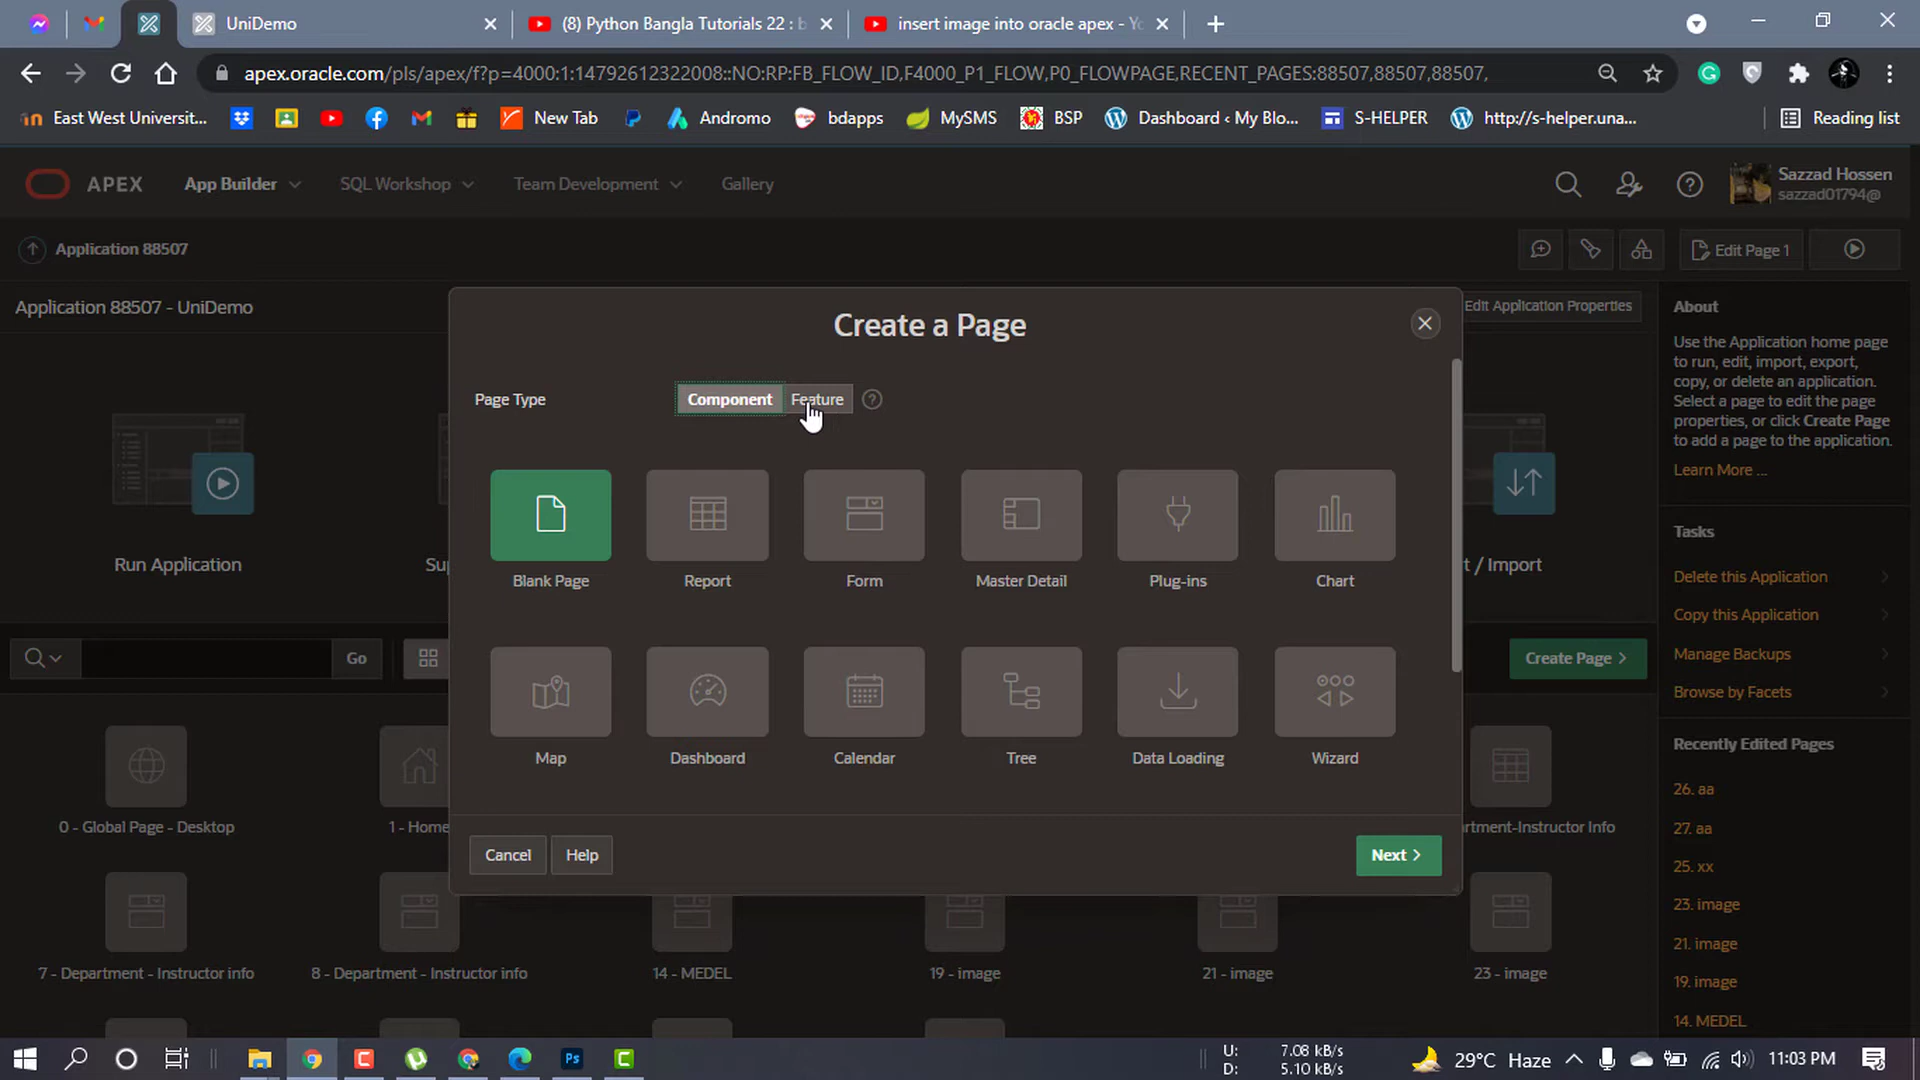 UniDemo
(8) Python Bangla Tutorials 22 : b
insert image into oracle apex - Yo
apex.oracle.com/pls/apex/f?p=4000:1:14792612322008::NO:RP:FB_FLOW_ID,F4000_P1_FLOW,P0_FLOWPAGE,RECENT_PAGES:88507,88507,88507,
East West Universit...
New Tab
Andromo
bdapps
MySMS
BSP
Dashboard ‹ My Blo...
S-HELPER
http://s-helper.una...
Reading list
APEX
App Builder
SQL Workshop
Team Development
Gallery
Sazzad Hossen
sazzad01794@
Application 88507
Edit Page 1
Application 88507 - UniDemo
Edit Application Properties
Create a Page
Page Type
Component
Feature
Blank Page
Report
Form
Master Detail
Plug-ins
Chart
Map
Dashboard
Calendar
Tree
Data Loading
Wizard
Cancel
Help
Next
Run Application
Su
t / Import
Go
Create Page
0 - Global Page - Desktop
1 - Home
rtment-Instructor Info
7 - Department - Instructor info
8 - Department - Instructor info
14 - MEDEL
19 - image
21 - image
23 - image
About
Use the Application home page
to run, edit, import, export,
copy, or delete an application.
Select a page to edit the page
properties, or click Create Page
to add a page to the application.
Learn More ...
Tasks
Delete this Application
Copy this Application
Manage Backups
Browse by Facets
Recently Edited Pages
26. aa
27. aa
25. xx
23. image
21. image
19. image
14. MEDEL
Ps
U: 7.08 kB/s
D: 5.10 kB/s
29°C Haze
11:03 PM